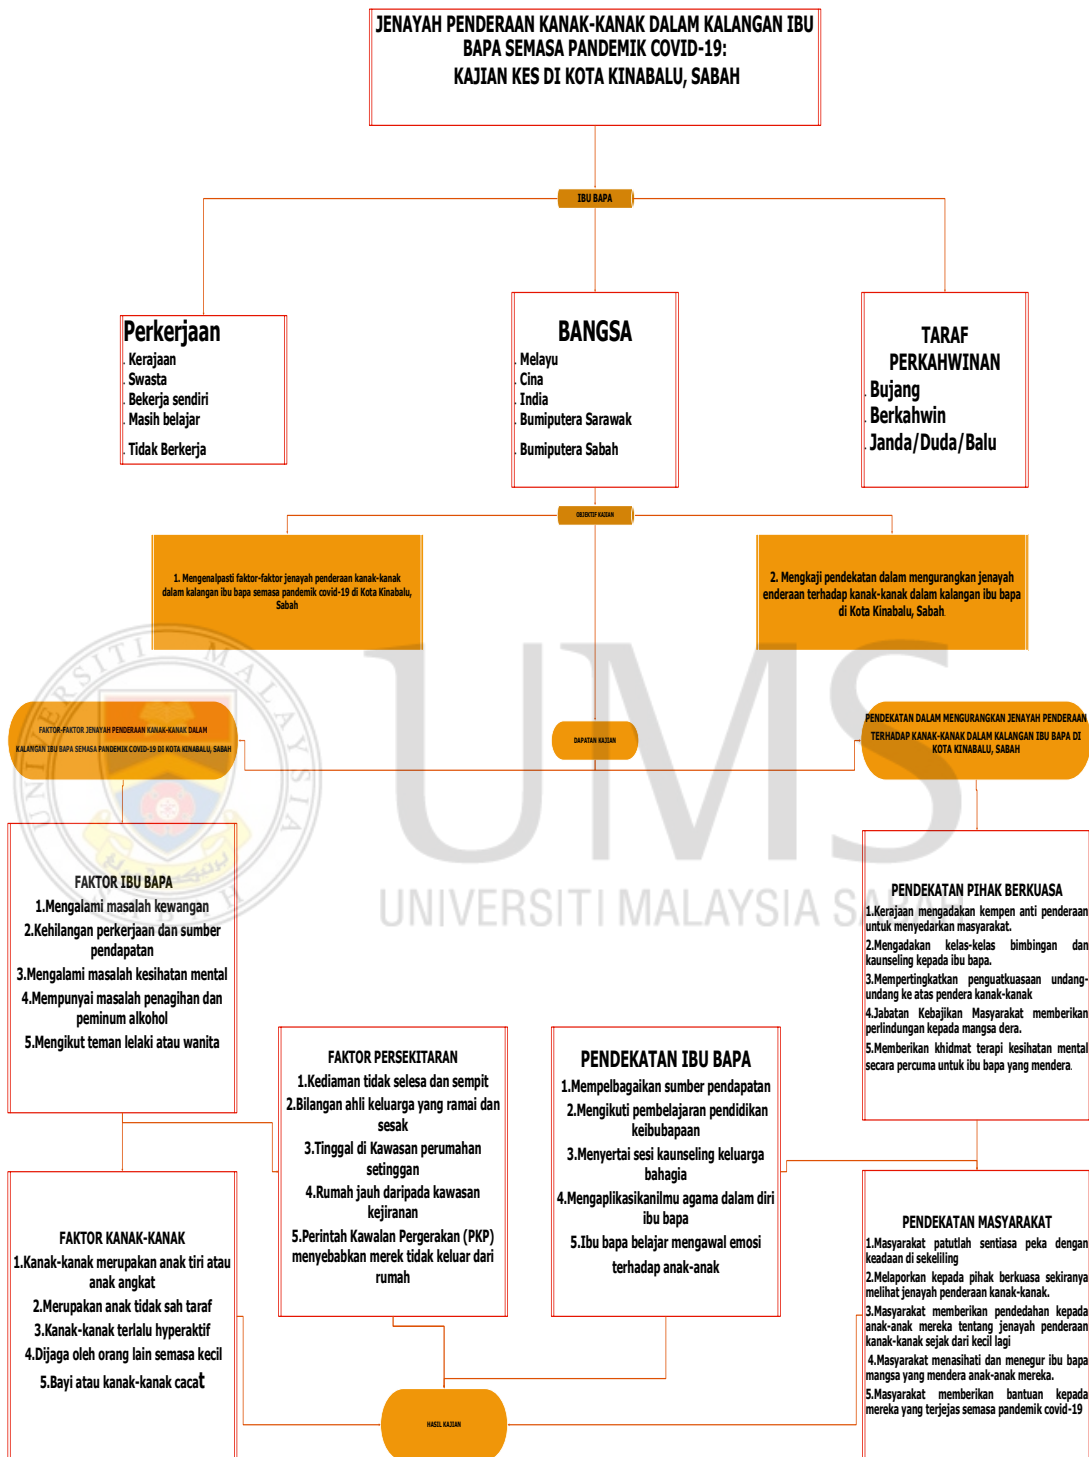 JENAYAH PENDERAAN KANAK-KANAK DALAM KALANGAN IBU
BAPA SEMASA PANDEMIK COVID-19:
KAJIAN KES DI KOTA KINABALU, SABAH
IBU BAPA
Perkerjaan
. Kerajaan
. Swasta
. Bekerja sendiri
. Masih belajar
. Tidak Berkerja
BANGSA
. Melayu
. Cina
. India
. Bumiputera Sarawak
. Bumiputera Sabah
TARAF
PERKAHWINAN
. Bujang
. Berkahwin
. Janda/Duda/Balu
OBJEKTIF KAJIAN
1. Mengenalpasti faktor-faktor jenayah penderaan kanak-kanak
dalam kalangan ibu bapa semasa pandemik covid-19 di Kota Kinabalu,
Sabah
2. Mengkaji pendekatan dalam mengurangkan jenayah
enderaan terhadap kanak-kanak dalam kalangan ibu bapa
di Kota Kinabalu, Sabah.
FAKTOR-FAKTOR JENAYAH PENDERAAN KANAK-KANAK DALAM
KALANGAN IBU BAPA SEMASA PANDEMIK COVID-19 DI KOTA KINABALU, SABAH
DAPATAN KAJIAN
PENDEKATAN DALAM MENGURANGKAN JENAYAH PENDERAAN
TERHADAP KANAK-KANAK DALAM KALANGAN IBU BAPA DI
KOTA KINABALU, SABAH
UMS
UNIVERSITI MALAYSIA SABAH
UNIVERSITI MALAYSIA SABAH
FAKTOR IBU BAPA
1.Mengalami masalah kewangan
2.Kehilangan perkerjaan dan sumber
pendapatan
3.Mengalami masalah kesihatan mental
4.Mempunyai masalah penagihan dan
peminum alkohol
5.Mengikut teman lelaki atau wanita
FAKTOR PERSEKITARAN
1.Kediaman tidak selesa dan sempit
2.Bilangan ahli keluarga yang ramai dan
sesak
3.Tinggal di Kawasan perumahan
setinggan
4.Rumah jauh daripada kawasan
kejiranan
5.Perintah Kawalan Pergerakan (PKP)
menyebabkan merek tidak keluar dari
rumah
PENDEKATAN IBU BAPA
1.Mempelbagaikan sumber pendapatan
2.Mengikuti pembelajaran pendidikan
keibubapaan
3.Menyertai sesi kaunseling keluarga
bahagia
4.Mengaplikasikanilmu agama dalam diri
ibu bapa
5.Ibu bapa belajar mengawal emosi
terhadap anak-anak
PENDEKATAN PIHAK BERKUASA
1.Kerajaan mengadakan kempen anti penderaan
untuk menyedarkan masyarakat.
2.Mengadakan kelas-kelas bimbingan dan
kaunseling kepada ibu bapa.
3.Mempertingkatkan penguatkuasaan undang-
undang ke atas pendera kanak-kanak
4.Jabatan Kebajikan Masyarakat memberikan
perlindungan kepada mangsa dera.
5.Memberikan khidmat terapi kesihatan mental
secara percuma untuk ibu bapa yang mendera.
FAKTOR KANAK-KANAK
1.Kanak-kanak merupakan anak tiri atau
anak angkat
2.Merupakan anak tidak sah taraf
3.Kanak-kanak terlalu hyperaktif
4.Dijaga oleh orang lain semasa kecil
5.Bayi atau kanak-kanak cacat
PENDEKATAN MASYARAKAT
1.Masyarakat patutlah sentiasa peka dengan
keadaan di sekeliling
2.Melaporkan kepada pihak berkuasa sekiranya
melihat jenayah penderaan kanak-kanak.
3.Masyarakat memberikan pendedahan kepada
anak-anak mereka tentang jenayah penderaan
kanak-kanak sejak dari kecil lagi
4.Masyarakat menasihati dan menegur ibu bapa
mangsa yang mendera anak-anak mereka.
5.Masyarakat memberikan bantuan kepada
mereka yang terjejas semasa pandemik covid-19
HASIL KAJIAN